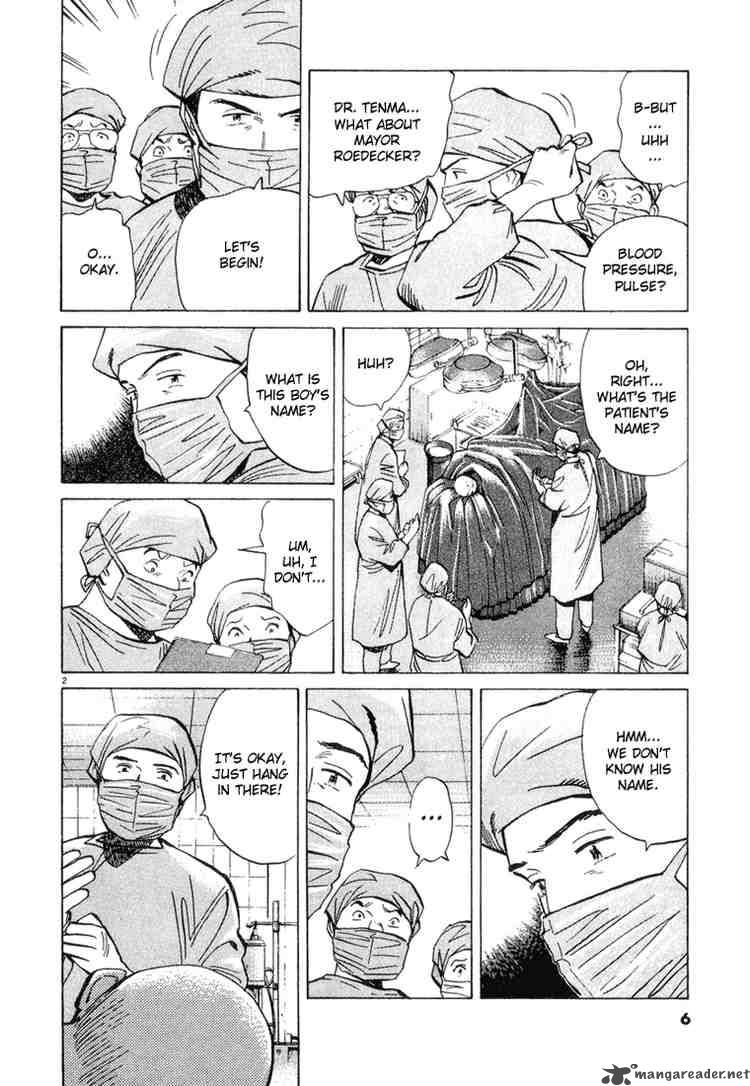 B-BUT
...
UHH
...
DR. TENMA...
WHAT ABOUT
MAYOR
ROEDECKER?
BLOOD
PRESSURE,
PULSE?
LET'S
BEGIN!
O...
OKAY.
OH,
RIGHT...
WHAT'S THE
PATIENT'S
NAME?
HUH?
WHAT IS
THIS BOY'S
NAME?
UM,
UH, I
DON'T...
2
HMM...
WE DON'T
KNOW HIS
NAME.
...
IT'S OKAY,
JUST HANG
IN THERE!
6
mangareader.net